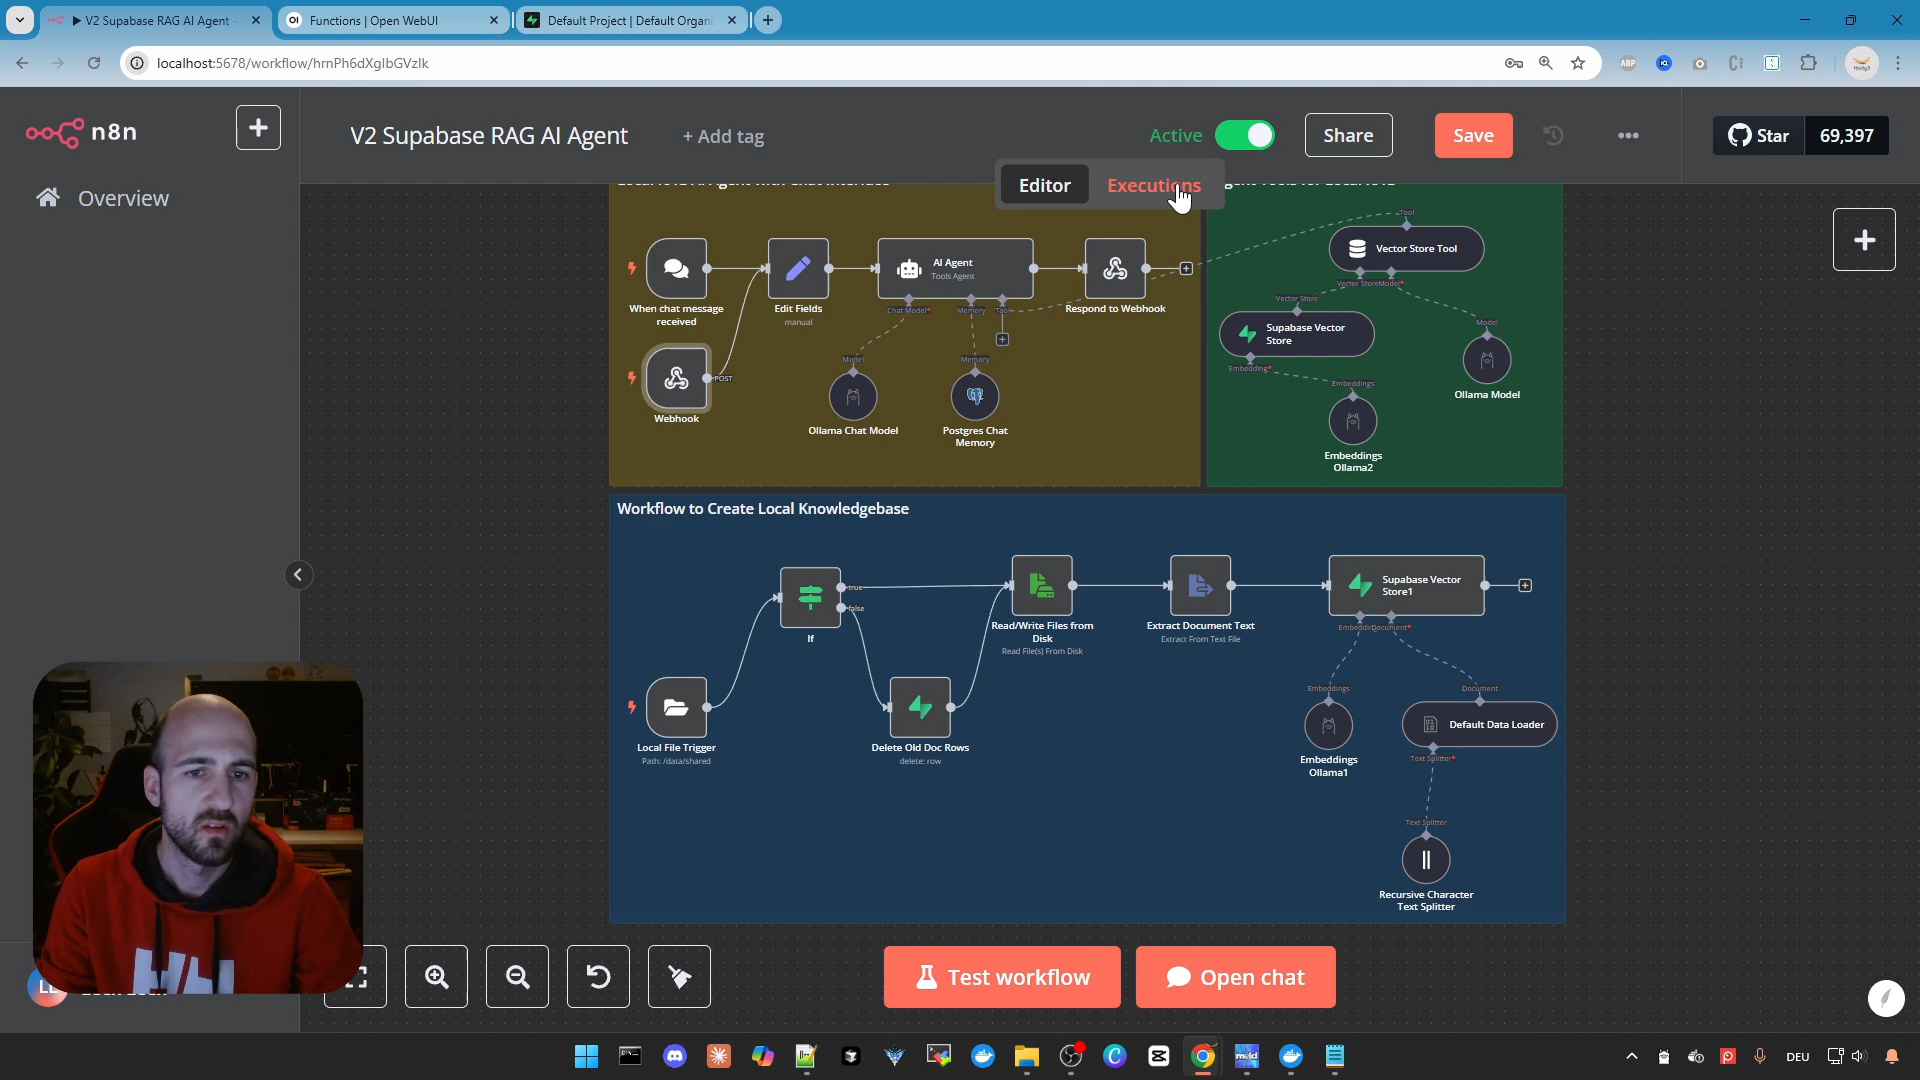 V2 Supabase RAG AI Agent -
Functions | Open WebUI
Default Project | Default Organi
localhost:5678/workflow/hrnPh6dXglbGVzlk
ABP
n8n
V2 Supabase RAG AI Agent
+ Add tag
Active
Share
Save
Star
69,397
Overview
Editor
Executions
Tool
Vector Store Tool
Vector Store
Model*
Vector Store
Supabase Vector
Store
Embedding*
Embeddings
Embeddings
Ollama2
Model
Ollama Model
When chat message
received
Edit Fields
manual
AI Agent
Tools Agent
Chat Model*
Memory
Tool
Respond to Webhook
POST
Webhook
Model
Ollama Chat Model
Memory
Postgres Chat
Memory
Workflow to Create Local Knowledgebase
true
false
If
Read/Write Files from
Disk
Read File(s) From Disk
Extract Document Text
Extract From Text File
Supabase Vector
Store1
Document*
Local File Trigger
Path: /data/shared
Delete Old Doc Rows
delete: row
Embeddings
Embeddings
Ollama1
Document
Default Data Loader
Text Splitter*
Text Splitter
Recursive Character
Text Splitter
Test workflow
Open chat
DEU